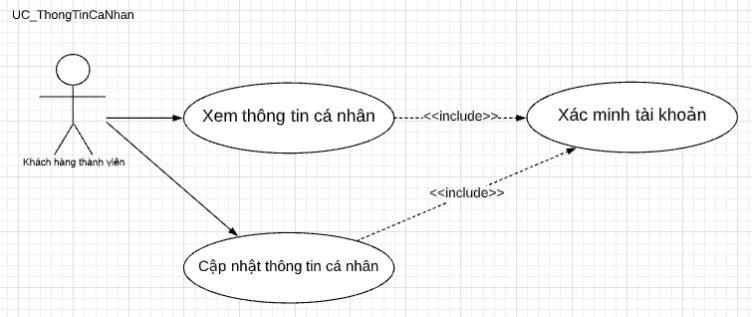 UC_ThongTinCaNhan
Xem thông tin cá nhân
<<include>>
Xác minh tài khoản
Khách hàng thành viên
<<include>>
Cập nhật thông tin cá nhân